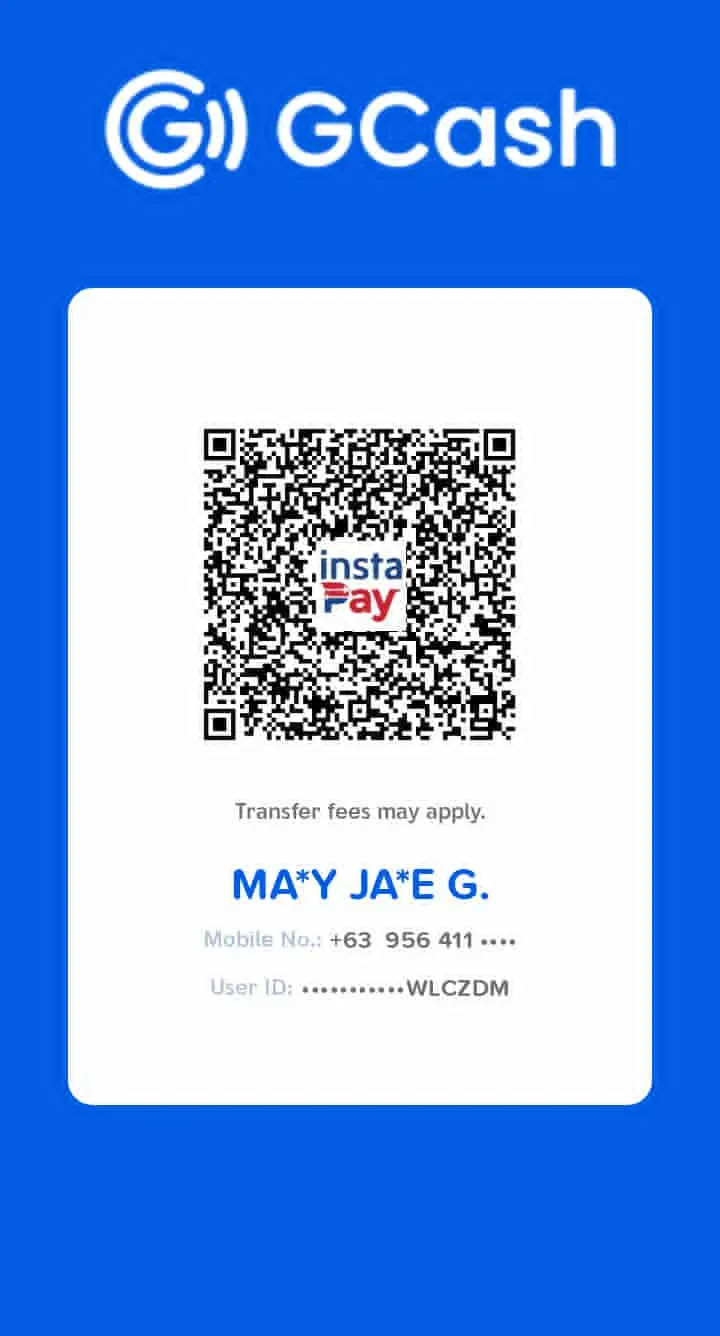 GCash
insta
Pay
Transfer fees may apply.
MA*Y JA*E G.
Mobile No.: +63 956 411 ••••
User ID: •••••••••••WLCZDM